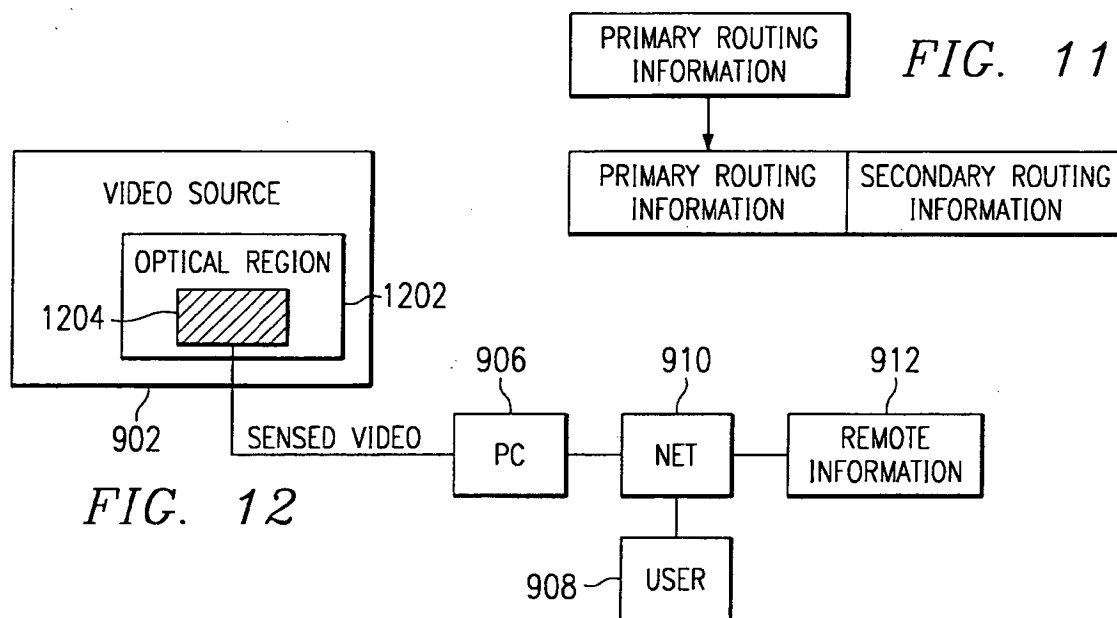 PRIMARY ROUTING
INFORMATION
FIG. 11
PRIMARY ROUTING
INFORMATION
SECONDARY ROUTING
INFORMATION
VIDEO SOURCE
OPTICAL REGION
1204
1202
902
SENSED VIDEO
906
PC
910
NET
912
REMOTE
INFORMATION
908
USER
FIG. 12